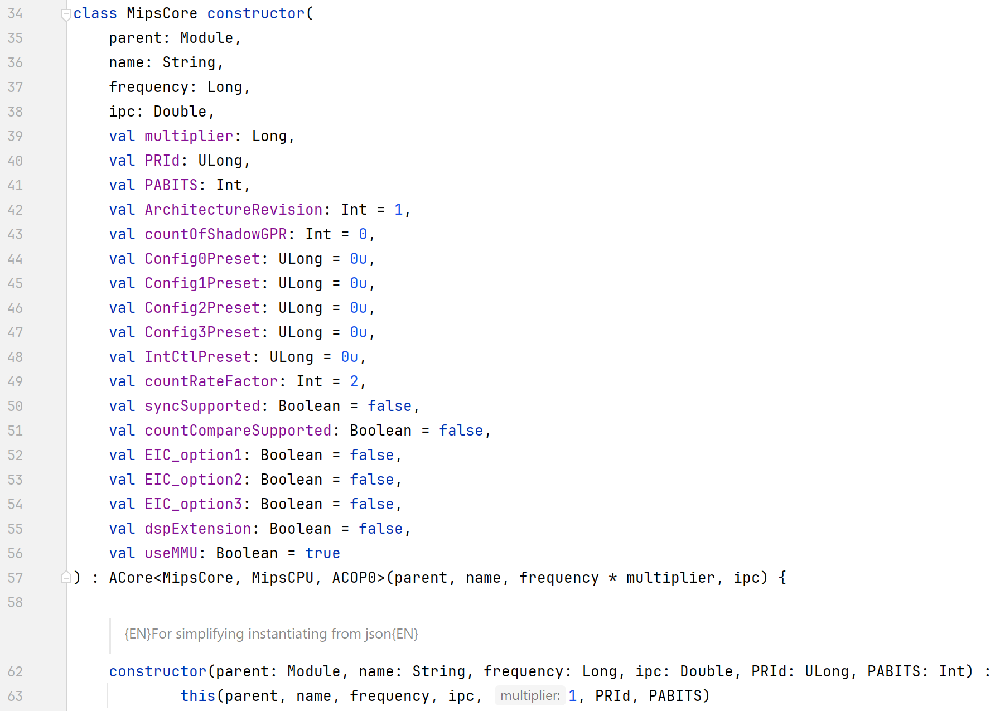 34 class MipsCore constructor(
35 parent: Module,
36 name: String,
37 frequency: Long,
38 ipc: Double,
39 val multiplier: Long,
40 val PRId: ULong,
41 val PABITS: Int,
42 val ArchitectureRevision: Int = 1,
43 val countOfShadowGPR: Int = 0,
44 val Config0Preset: ULong = 0u,
45 val Config1Preset: ULong = 0u,
46 val Config2Preset: ULong = 0u,
47 val Config3Preset: ULong = 0u,
48 val IntCtlPreset: ULong = 0u,
49 val countRateFactor: Int = 2,
50 val syncSupported: Boolean = false,
51 val countCompareSupported: Boolean = false,
52 val EIC_option1: Boolean = false,
53 val EIC_option2: Boolean = false,
54 val EIC_option3: Boolean = false,
55 val dspExtension: Boolean = false,
56 val useMMU: Boolean = true
57 ) : ACore<MipsCore, MipsCPU, ACOP0>(parent, name, frequency * multiplier, ipc) {
58
{EN}For simplifying instantiating from json{EN}
62 constructor(parent: Module, name: String, frequency: Long, ipc: Double, PRId: ULong, PABITS: Int) :
63 this(parent, name, frequency, ipc, multiplier: 1, PRId, PABITS)